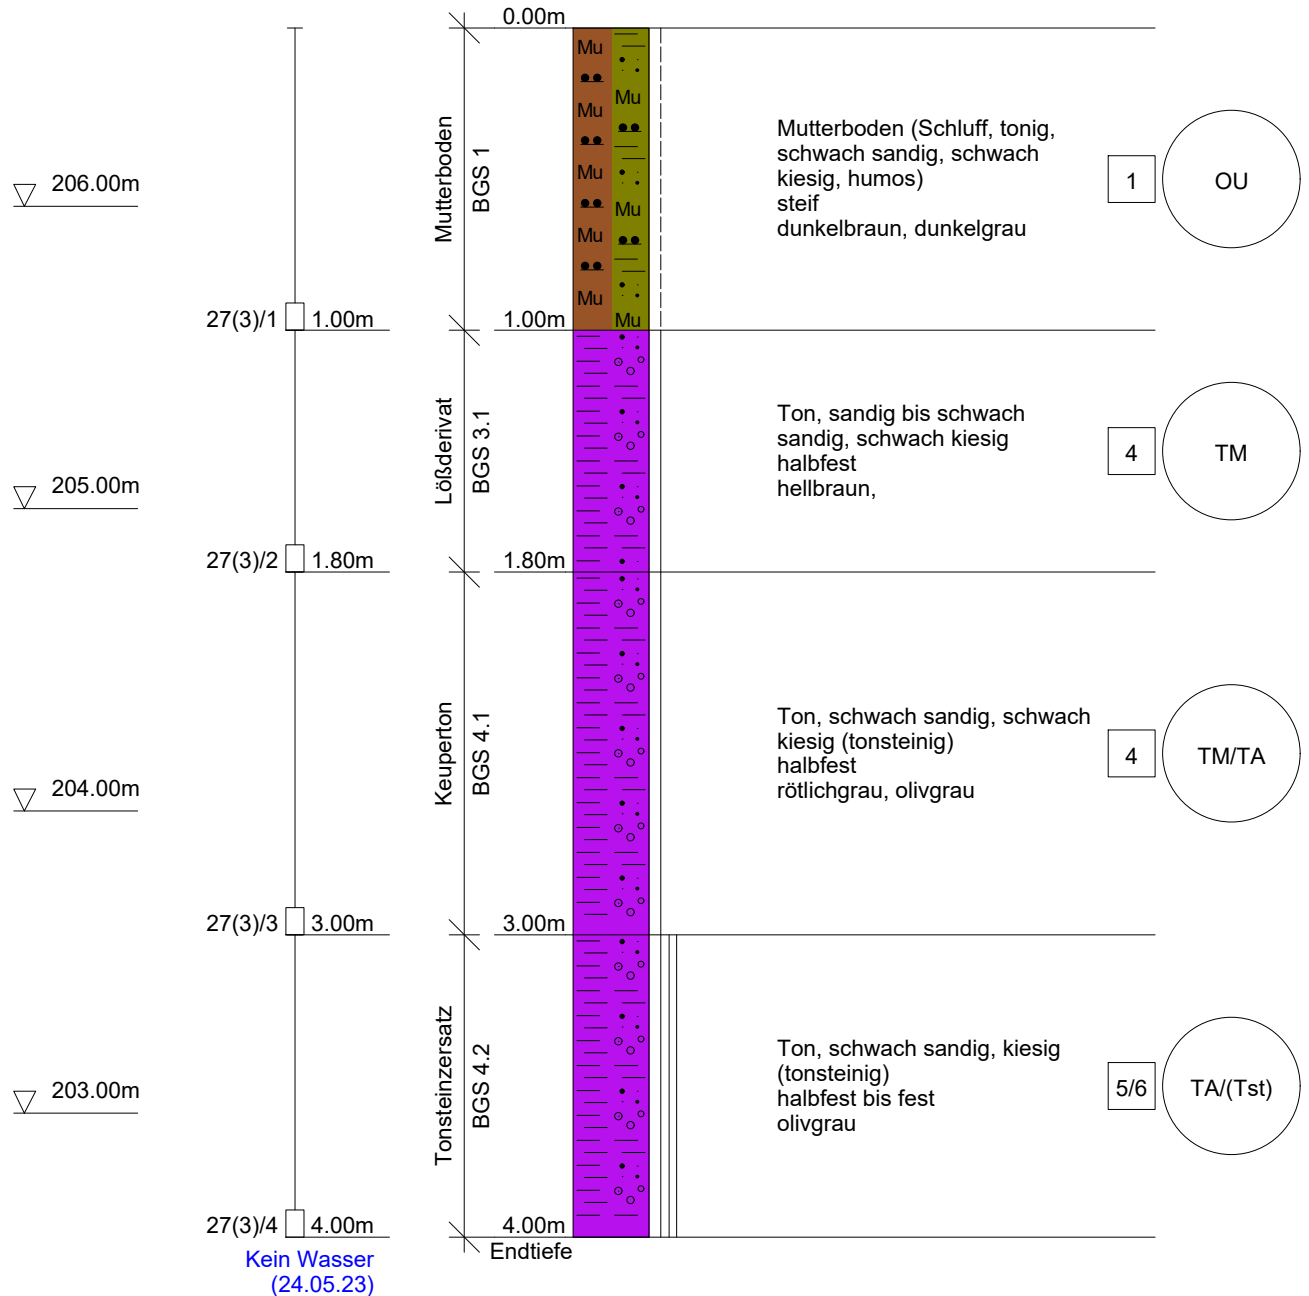 0.00m
Mu
Mu
Mu
Mu
Mu
Mu
Mu
Mu
Mutterboden
BGS 1
Mutterboden (Schluff, tonig,
schwach sandig, schwach
kiesig, humos)
steif
dunkelbraun, dunkelgrau
1
OU
206.00m
27(3)/1
1.00m
1.00m
Lößderivat
BGS 3.1
Ton, sandig bis schwach
sandig, schwach kiesig
halbfest
hellbraun,
4
TM
205.00m
27(3)/2
1.80m
1.80m
Keuperton
BGS 4.1
Ton, schwach sandig, schwach
kiesig (tonsteinig)
halbfest
rötlichgrau, olivgrau
4
TM/TA
204.00m
27(3)/3
3.00m
3.00m
Tonsteinzersatz
BGS 4.2
Ton, schwach sandig, kiesig
(tonsteinig)
halbfest bis fest
olivgrau
5/6
TA/(Tst)
203.00m
27(3)/4
4.00m
4.00m
Endtiefe
Kein Wasser
(24.05.23)